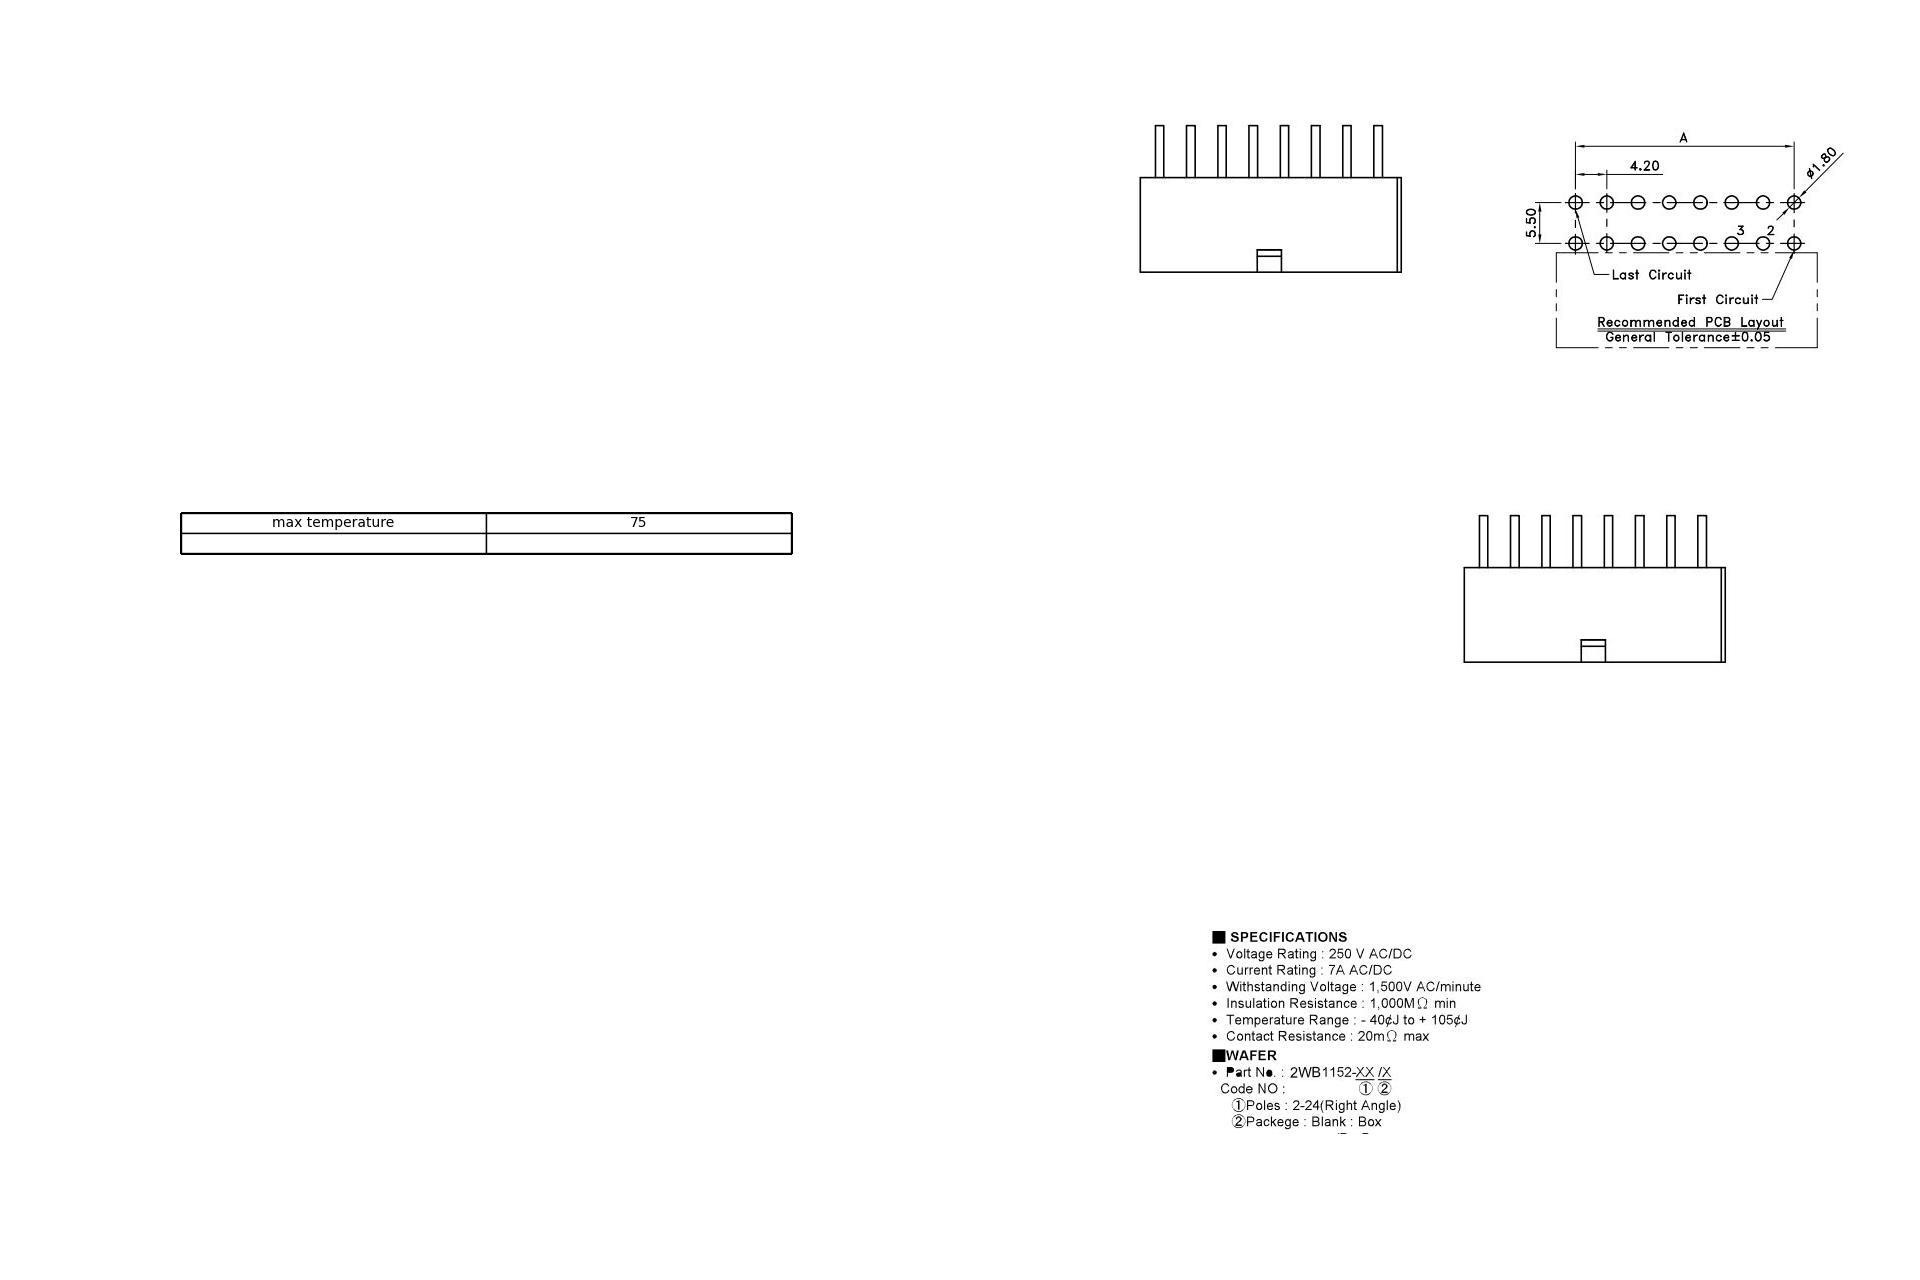 A
4.20
ø1.80
5.50
3 2
Last Circuit
First Circuit
Recommended PCB Layout
General Tolerance±0.05
max temperature 75
■ SPECIFICATIONS
• Voltage Rating : 250 V AC/DC
• Current Rating : 7A AC/DC
• Withstanding Voltage : 1,500V AC/minute
• Insulation Resistance : 1,000MΩ min
• Temperature Range : - 40¢J to + 105¢J
• Contact Resistance : 20mΩ max
■WAFER
• Part No. : 2WB1152-XX /X
Code NO : ① ②
①Poles : 2-24(Right Angle)
②Packege : Blank : Box